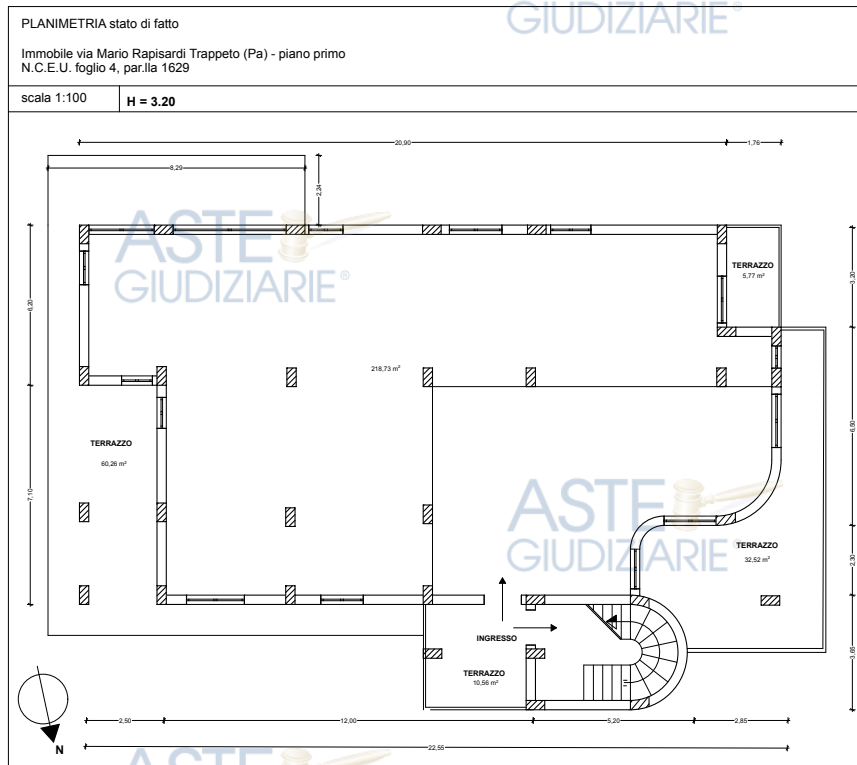 GIUDIZIARIE®
PLANIMETRIA stato di fatto
Immobile via Mario Rapisardi Trappeto (Pa) - piano primo
N.C.E.U. foglio 4, par.lla 1629
scala 1:100
H = 3.20
20,90
1,76
8,29
2,24
ASTE
GIUDIZIARIE®
TERRAZZO
5,77 m²
3,20
6,20
218,73 m²
TERRAZZO
60,26 m²
6,50
7,10
ASTE
GIUDIZIARIE®
TERRAZZO
32,52 m²
2,30
INGRESSO
TERRAZZO
10,56 m²
3,65
N
2,50
12,00
5,20
2,85
22,55
ASTE